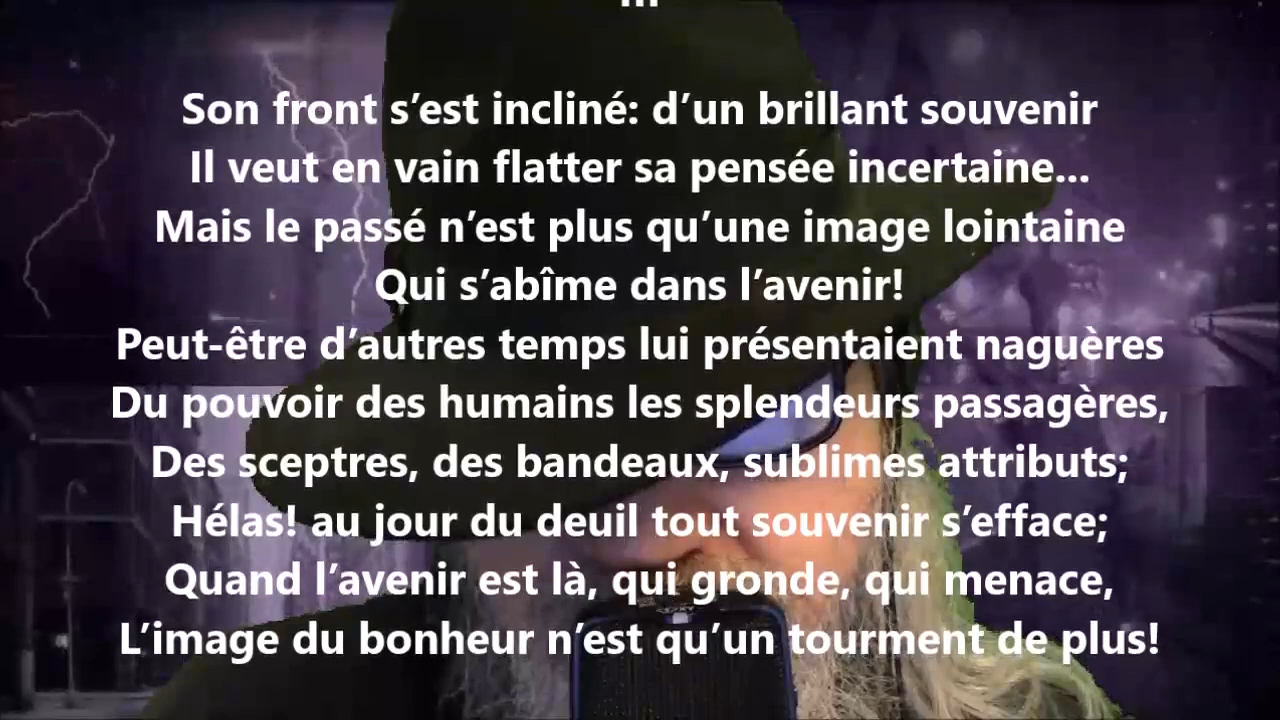 Son front s’est incliné: d’un brillant souvenir
Il veut en vain flatter sa pensée incertaine...
Mais le passé n’est plus qu’une image lointaine
Qui s’abîme dans l’avenir!
Peut-être d’autres temps lui présentaient naguères
Du pouvoir des humains les splendeurs passagères,
Des sceptres, des bandeaux, sublimes attributs;
Hélas! au jour du deuil tout souvenir s’efface;
Quand l’avenir est là, qui gronde, qui menace,
L’image du bonheur n’est qu’un tourment de plus!